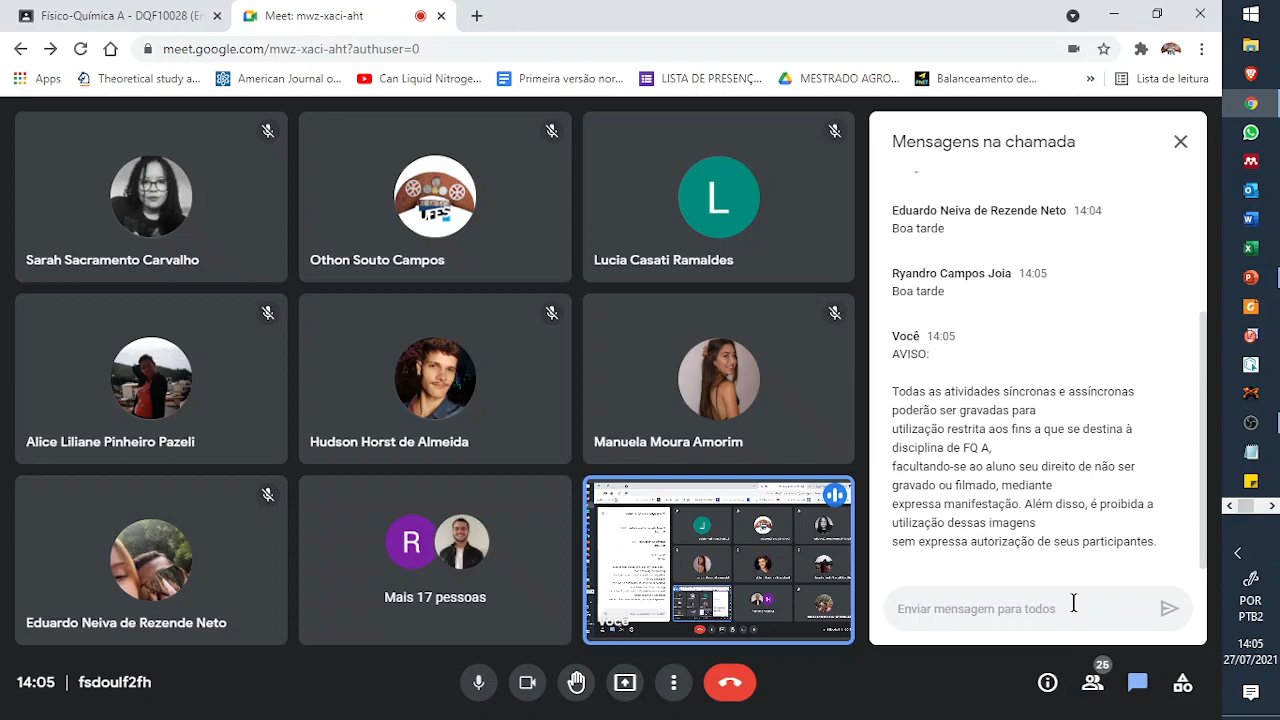 Físico-Química A - DQF10028 (Er
Meet: mwz-xaci-aht
meet.google.com/mwz-xaci-aht?authuser=0
Apps
Theoretical study a...
American Journal o...
Can Liquid Nitroge...
Primeira versão nor...
LISTA DE PRESENÇ...
MESTRADO AGRO...
Balanceamento de...
»
Lista de leitura
Sarah Sacramento Carvalho
UFES
Othon Souto Campos
L
Lucia Casati Ramaldes
Alice Liliane Pinheiro Pazeli
Hudson Horst de Almeida
Manuela Moura Amorim
Eduardo Neiva de Rezende Neto
R
Mais 17 pessoas
Você
Mensagens na chamada
Eduardo Neiva de Rezende Neto 14:04
Boa tarde
Ryandro Campos Joia 14:05
Boa tarde
Você 14:05
AVISO:
Todas as atividades síncronas e assíncronas
poderão ser gravadas para
utilização restrita aos fins a que se destina à
disciplina de FQ A,
facultando-se ao aluno seu direito de não ser
gravado ou filmado, mediante
expressa manifestação. Além disso, é proibida a
utilização dessas imagens
sem expressa autorização de seus participantes.
Enviar mensagem para todos
14:05 | fsdoulf2fh
25
POR
PTB2
14:05
27/07/2021